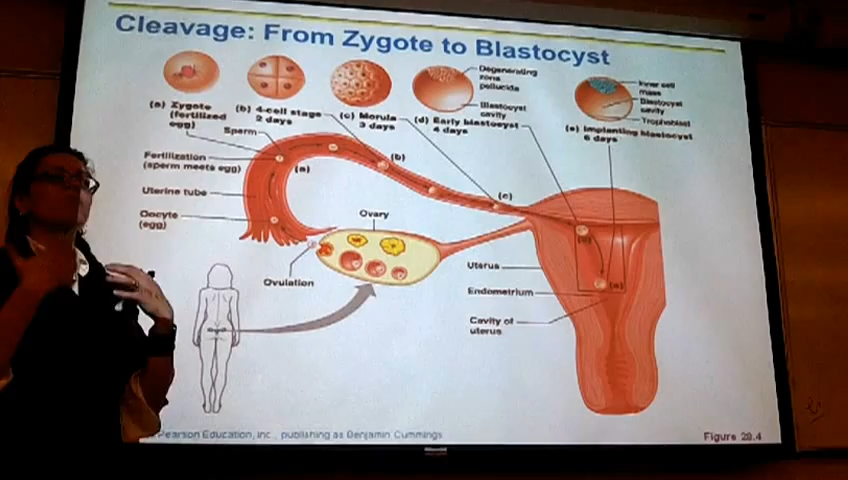 Cleavage: From Zygote to Blastocyst
Degenerating
zona
pellucida
Blastocyst
cavity
Inner cell
mass
Blastocyst
cavity
Trophoblast
(a) Zygote
(fertilized
egg)
(b) 4-cell stage
2 days
(c) Morula
3 days
(d) Early blastocyst
4 days
(e) Implanting blastocyst
6 days
Sperm
Fertilization
(sperm meets egg)
(a)
(b)
(c)
Uterine tube
Oocyte
(egg)
Ovary
Ovulation
Uterus
(d)
(e)
Endometrium
Cavity of
uterus
Pearson Education, Inc., publishing as Benjamin Cummings
Figure 28.4